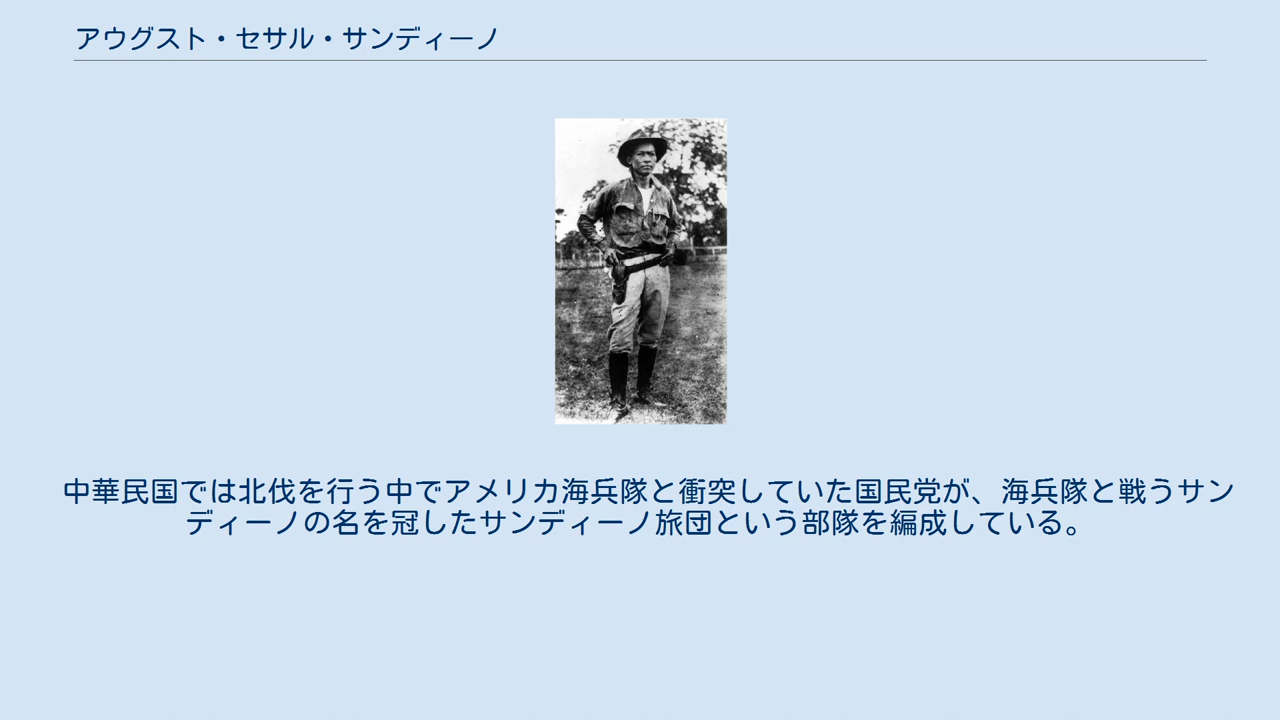 アウグスト・セサル・サンディーノ
中華民国では北伐を行う中でアメリカ海兵隊と衝突していた国民党が、海兵隊と戦うサン
ディーノの名を冠したサンディーノ旅団という部隊を編成している。